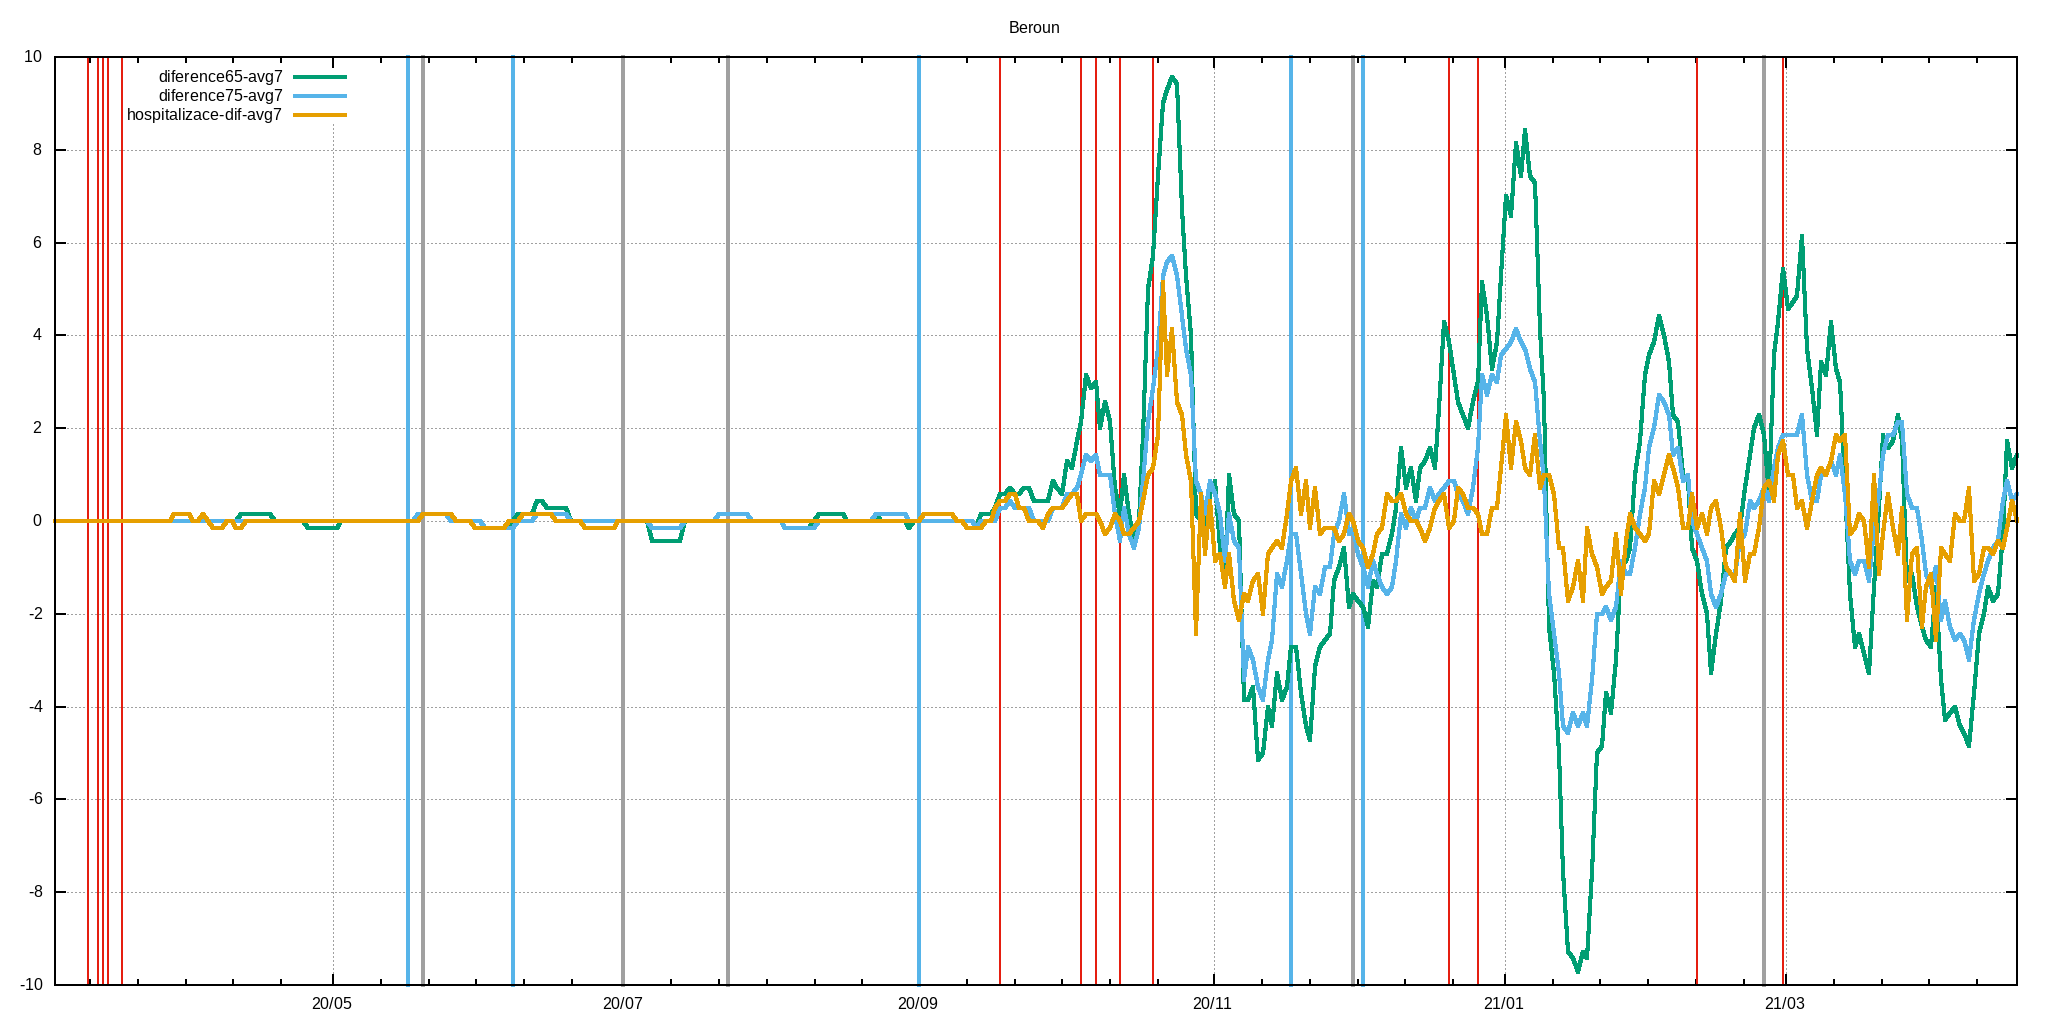 Beroun
diference65-avg7
diference75-avg7
hospitalizace-dif-avg7
10
8
6
4
2
0
-2
-4
-6
-8
-10
20/05 20/07 20/09 20/11 21/01 21/03